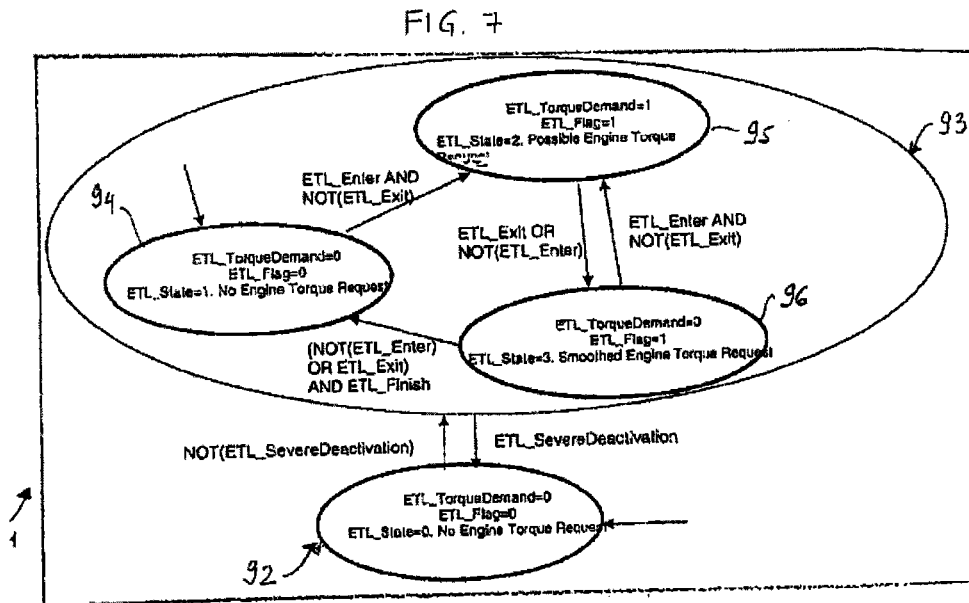 FIG. 7
93
ETL_TorqueDemand=1
ETL_Flag=1
ETL_State=2. Possible Engine Torque
Request
95
94
ETL_Enter AND
NOT(ETL_Exit)
ETL_Exit OR
NOT(ETL_Enter)
ETL_Enter AND
NOT(ETL_Exit)
ETL_TorqueDemand=0
ETL_Flag=0
ETL_State=1. No Engine Torque Request
96
ETL_TorqueDemand=0
ETL_Flag=1
ETL_State=3. Smoothed Engine Torque Request
(NOT(ETL_Enter)
OR ETL_Exit)
AND ETL_Finish
NOT(ETL_SevereDeactivation)
ETL_SevereDeactivation
ETL_TorqueDemand=0
ETL_Flag=0
ETL_State=0. No Engine Torque Request
1
92